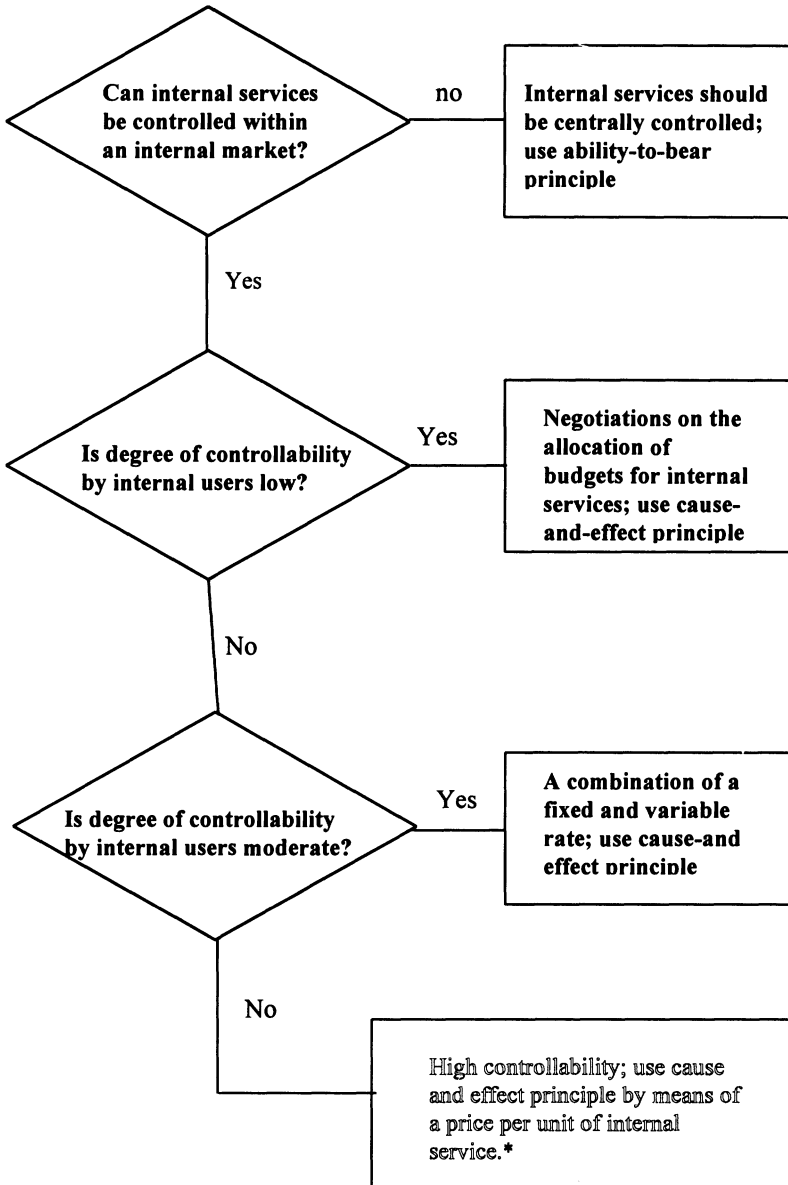 Can internal services
be controlled within
an internal market?
no
Internal services should
be centrally controlled;
use ability-to-bear
principle
Yes
Is degree of controllability
by internal users low?
Yes
Negotiations on the
allocation of
budgets for internal
services; use cause-
and-effect principle
No
Is degree of controllability
by internal users moderate?
Yes
A combination of a
fixed and variable
rate; use cause-and
effect principle
No
High controllability; use cause
and effect principle by means of
a price per unit of internal
service.*